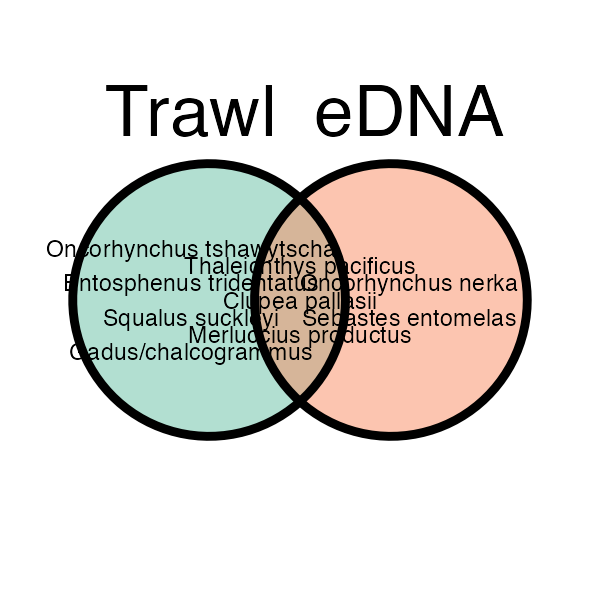 Trawl eDNA
Oncorhynchus tshawytscha
Thaleichthys pacificus
Entosphenus tridentatus
Oncorhynchus nerka
Clupea pallasii
Squalus suckleyi
Sebastes entomelas
Merluccius productus
Gadus/chalcogrammus